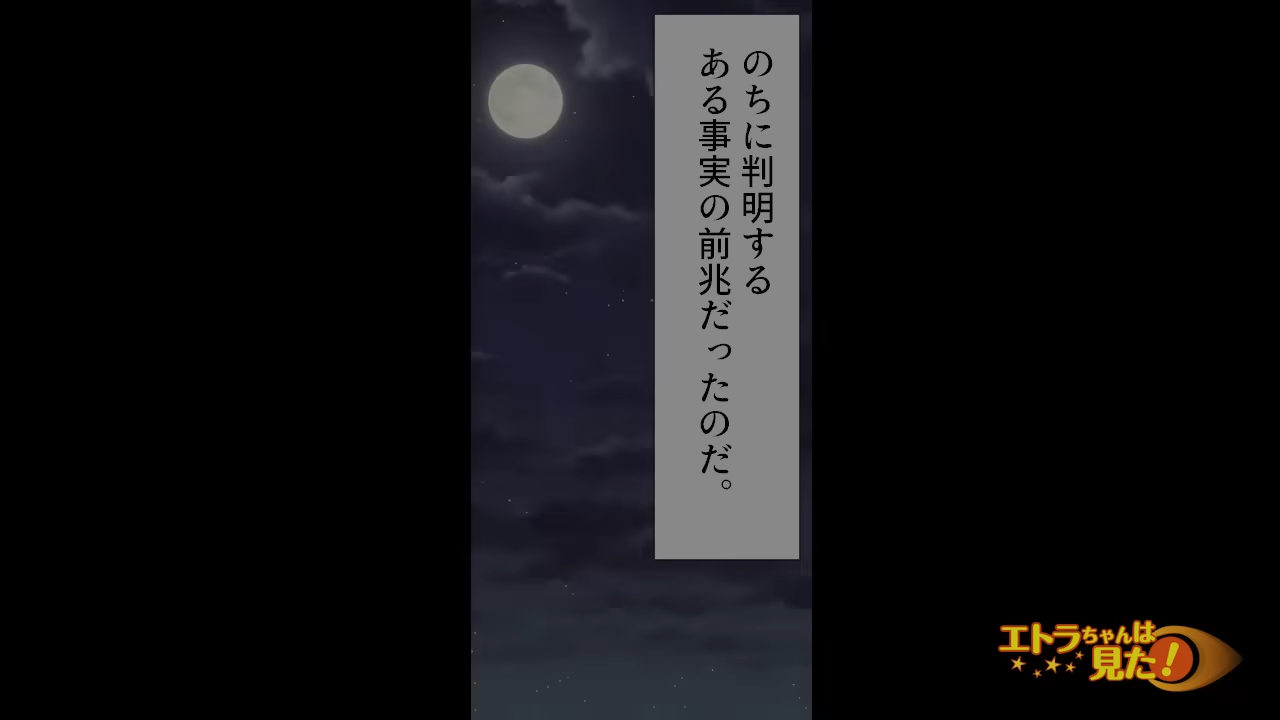 のちに判明する
ある事実の前兆だったのだ。
エトラちゃんは
見た!